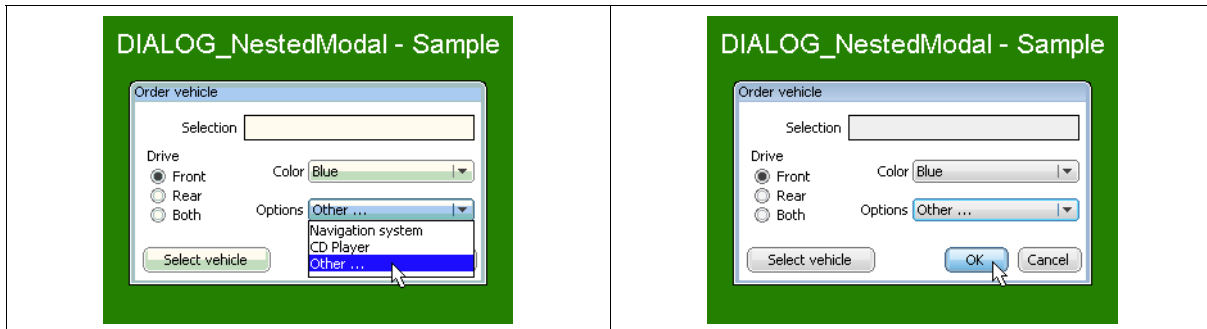 DIALOG_NestedModal - Sample
Order vehicle
Selection
Drive
Front
Rear
Both
Color Blue
Options Other ...
Navigation system
CD Player
Other ...
Select vehicle
DIALOG_NestedModal - Sample
Order vehicle
Selection
Drive
Front
Rear
Both
Color Blue
Options Other ...
Select vehicle
OK
Cancel